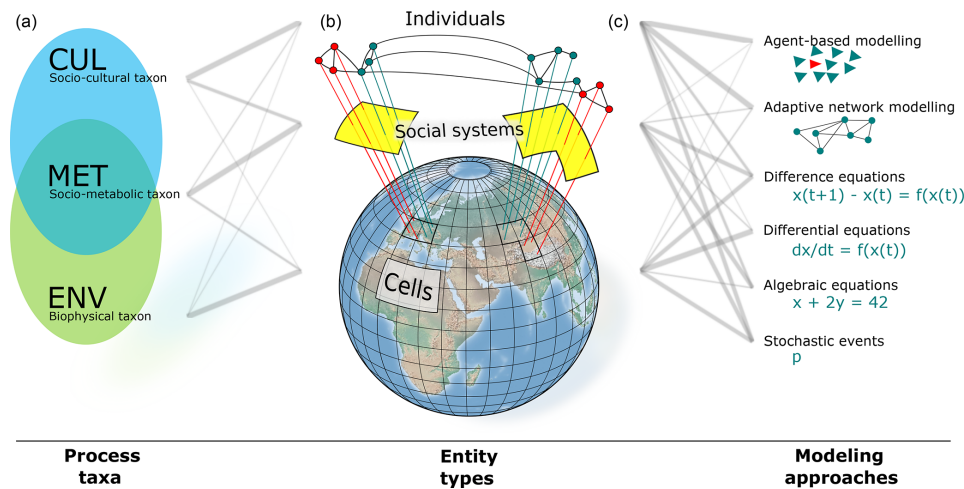 (a)
CUL
Socio-cultural taxon
MET
Socio-metabolic taxon
ENV
Biophysical taxon
Process
taxa
(b)
Individuals
Social systems
Cells
Entity
types
(c)
Agent-based modelling
Adaptive network modelling
Difference equations
x(t+1) - x(t) = f(x(t))
Differential equations
dx/dt = f(x(t))
Algebraic equations
x + 2y = 42
Stochastic events
p
Modeling
approaches